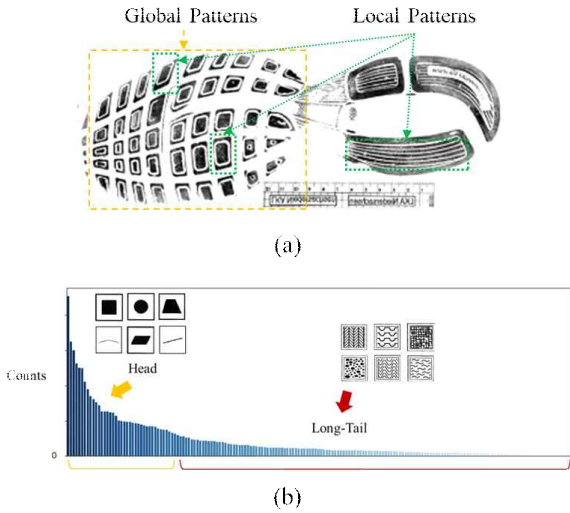 Global Patterns
Local Patterns
(a)
Counts
0
Head
Long-Tail
(b)